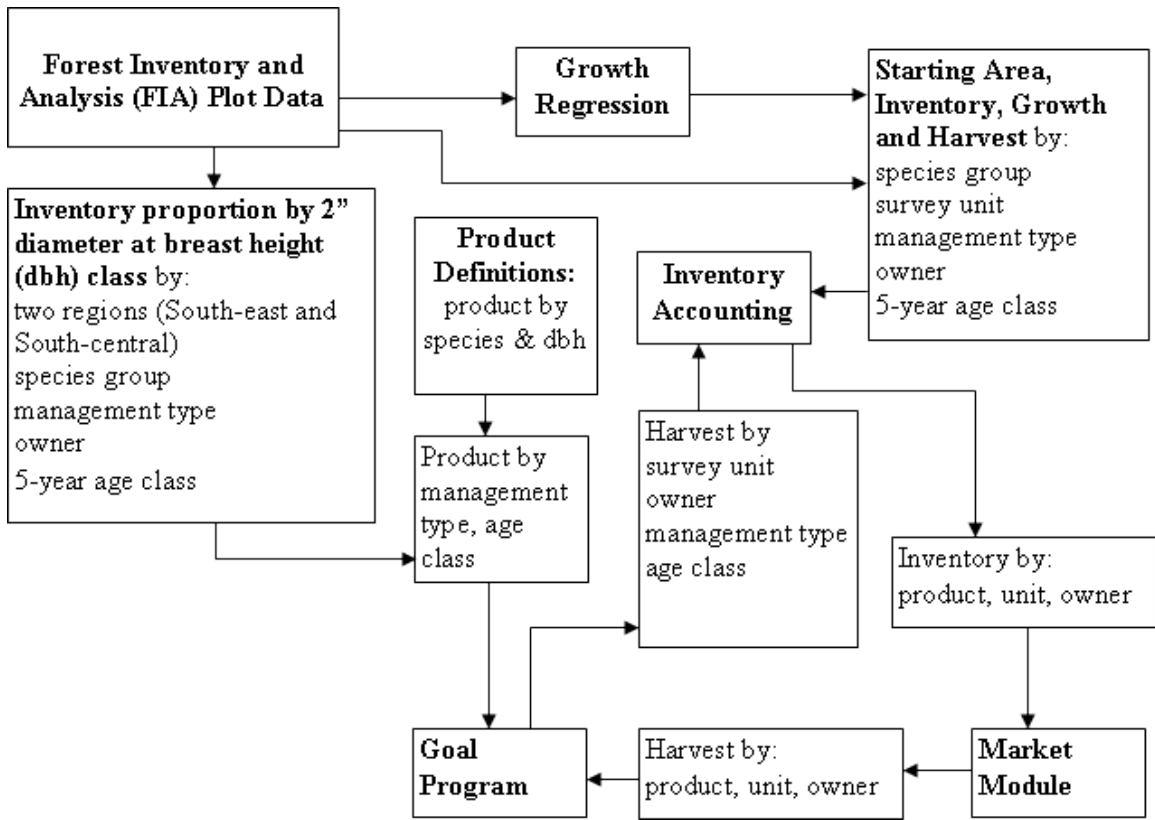 Forest Inventory and
Analysis (FIA) Plot Data
Growth
Regression
Starting Area,
Inventory, Growth
and Harvest by:
species group
survey unit
management type
owner
5-year age class
Inventory proportion by 2”
diameter at breast height
(dbh) class by:
two regions (South-east and
South-central)
species group
management type
owner
5-year age class
Product
Definitions:
product by
species & dbh
Inventory
Accounting
Product by
management
type, age
class
Harvest by
survey unit
owner
management type
age class
Inventory by:
product, unit, owner
Goal
Program
Harvest by:
product, unit, owner
Market
Module